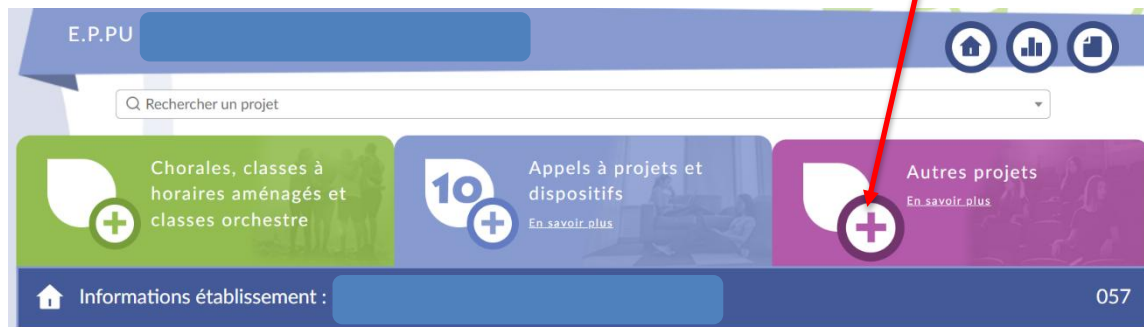 E.P.PU
Rechercher un projet
Chorales, classes à
horaires aménagés et
classes orchestre
10
Appels à projets et
dispositifs
En savoir plus
Autres projets
En savoir plus
Informations établissement :
057